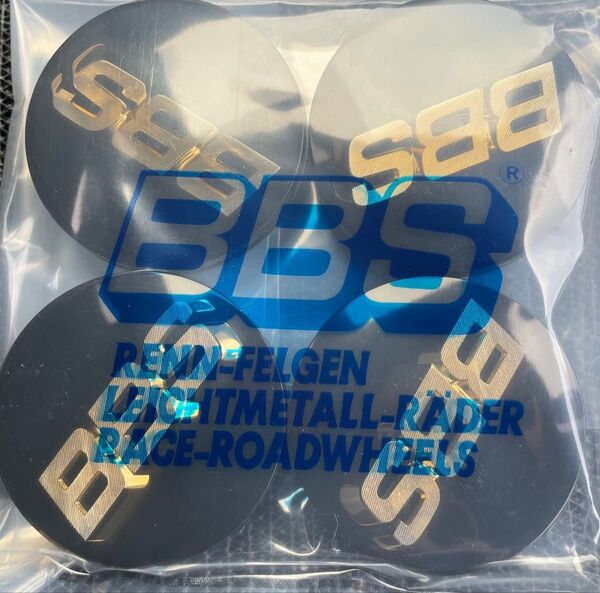 BBS
BBS
BBS®
RENN-FELGEN
LEICHTMETALL-RÄDER
RACE-ROADWHEELS
BBS
BBS